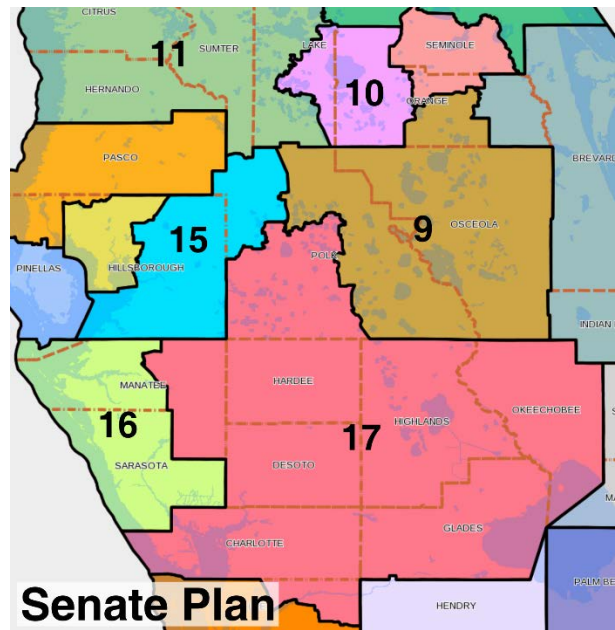 CITRUS
11
SUMTER
LAKE
SEMINOLE
10
HERNANDO
ORANGE
PASCO
BREVARD
15
9
OSCEOLA
PINELLAS
HILLSBOROUGH
POLK
INDIAN
MANATEE
HARDEE
OKEECHOBEE
16
HIGHLANDS
17
SARASOTA
DESOTO
GLADES
CHARLOTTE
PALM BE
Senate Plan
HENDRY